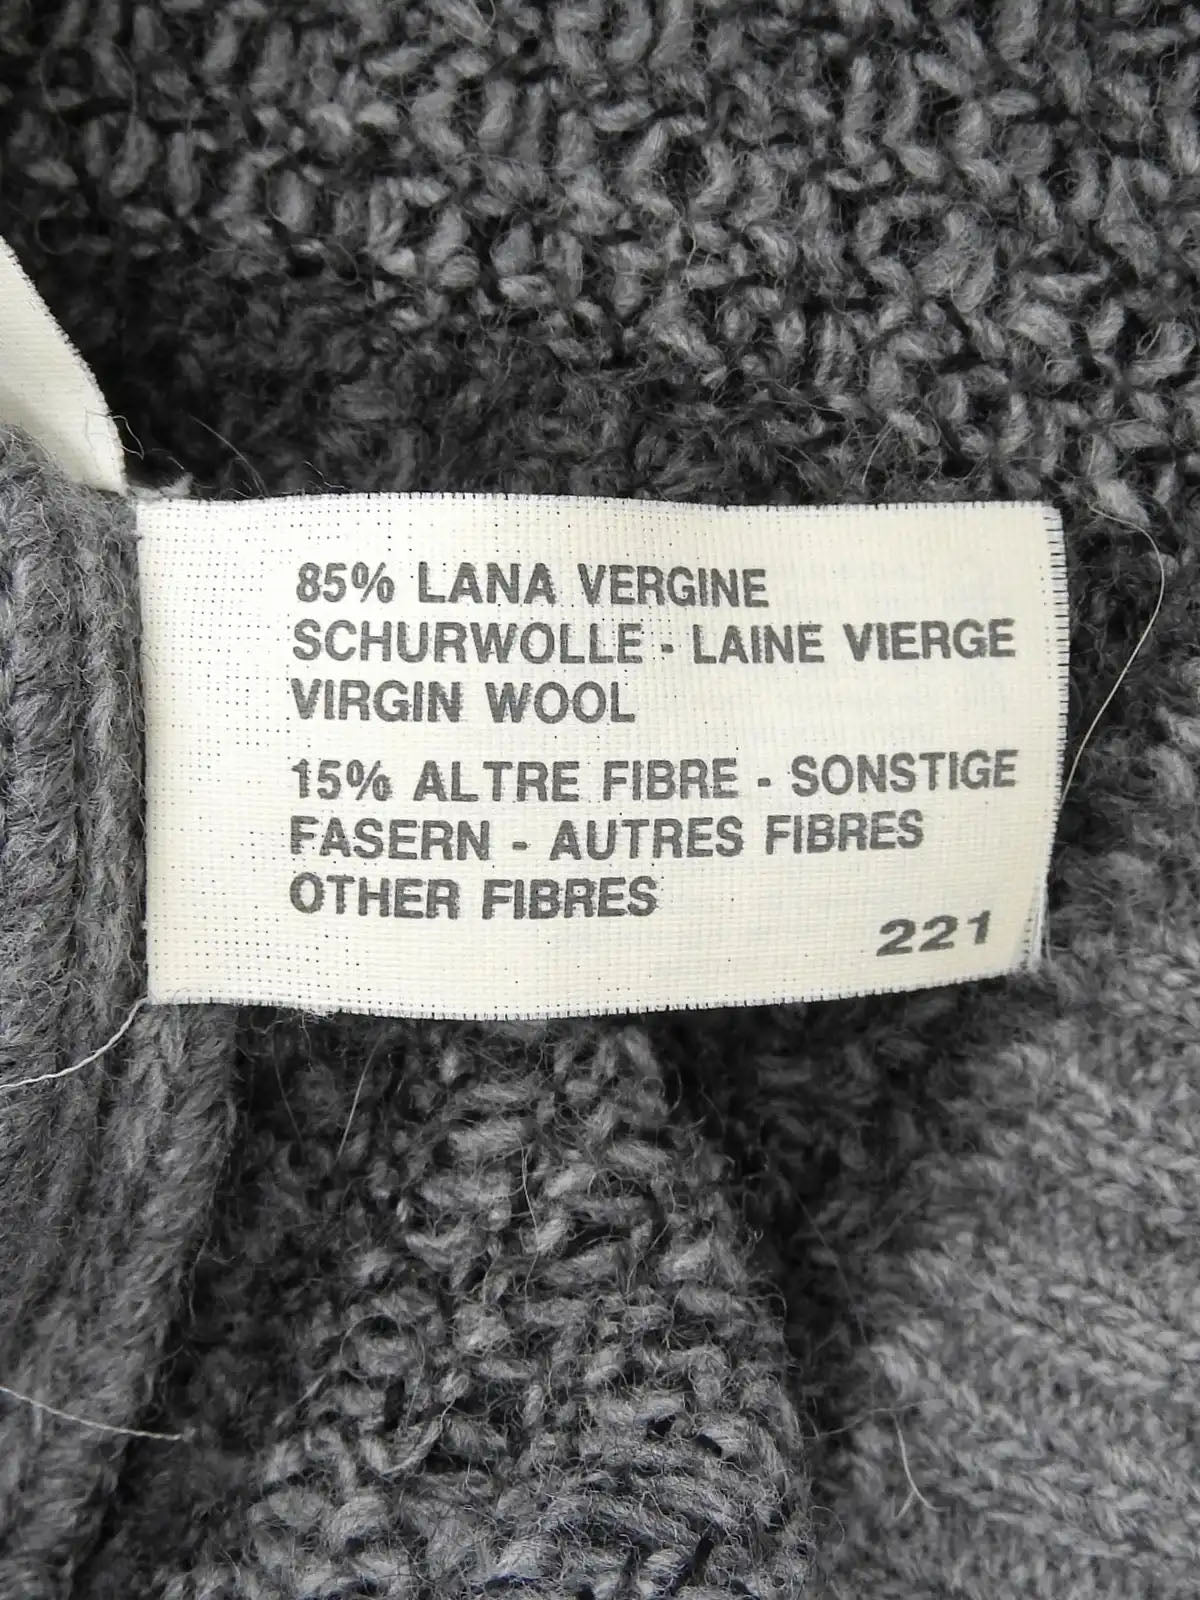 85% LANA VERGINE
SCHURWOLLE - LAINE VIERGE
VIRGIN WOOL
15% ALTRE FIBRE - SONSTIGE
FASERN - AUTRES FIBRES
OTHER FIBRES
221